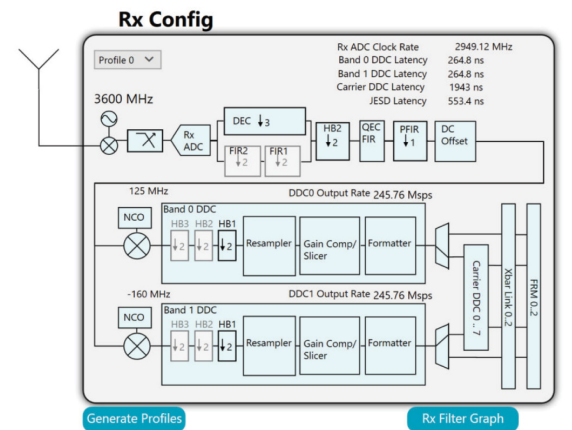 Rx Config
Profile 0
Rx ADC Clock Rate 2949.12 MHz
Band 0 DDC Latency 264.8 ns
Band 1 DDC Latency 264.8 ns
Carrier DDC Latency 1943 ns
JESD Latency 553.4 ns
3600 MHz
Rx ADC
DEC ↓3
FIR2 ↓2
FIR1 ↓2
HB2 ↓2
QEC FIR
PFIR ↓1
DC Offset
125 MHz
DDC0 Output Rate 245.76 Msps
NCO
Band 0 DDC
HB3 HB2 HB1
↓2 ↓2 ↓2
Resampler
Gain Comp/
Slicer
Formatter
-160 MHz
DDC1 Output Rate 245.76 Msps
NCO
Band 1 DDC
HB3 HB2 HB1
↓2 ↓2 ↓2
Resampler
Gain Comp/
Slicer
Formatter
Carrier DDC 0 .. 7
Xbar Link 0..2
FRM 0..2
Generate Profiles
Rx Filter Graph